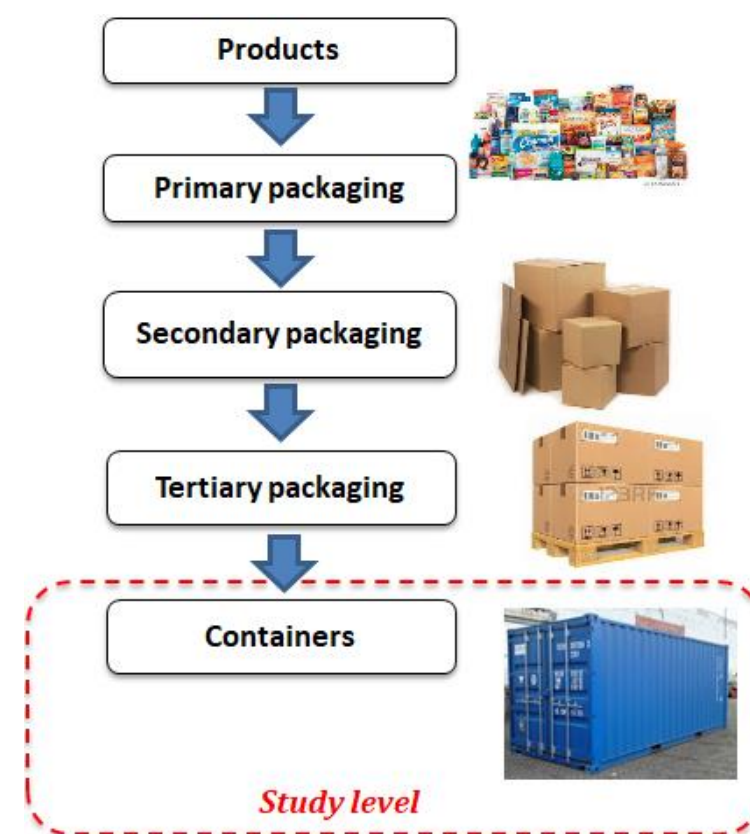 Products
Primary packaging
Secondary packaging
Tertiary packaging
Containers
Study level